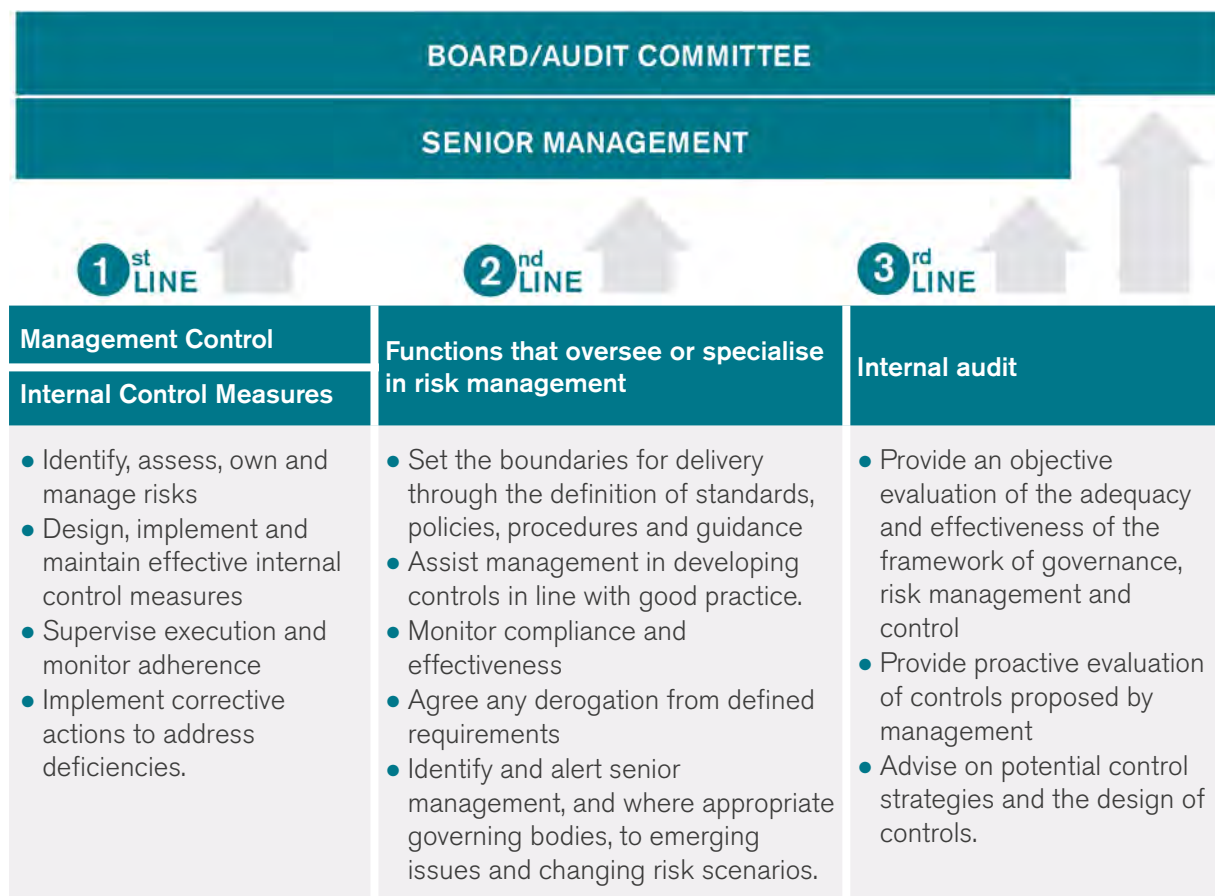 BOARD/AUDIT COMMITTEE
SENIOR MANAGEMENT
1st LINE
2nd LINE
3rd LINE
Management Control
Internal Control Measures
● Identify, assess, own and
manage risks
● Design, implement and
maintain effective internal
control measures
● Supervise execution and
monitor adherence
● Implement corrective
actions to address
deficiencies.
Functions that oversee or specialise
in risk management
● Set the boundaries for delivery
through the definition of standards,
policies, procedures and guidance
● Assist management in developing
controls in line with good practice.
● Monitor compliance and
effectiveness
● Agree any derogation from defined
requirements
● Identify and alert senior
management, and where appropriate
governing bodies, to emerging
issues and changing risk scenarios.
Internal audit
● Provide an objective
evaluation of the adequacy
and effectiveness of the
framework of governance,
risk management and
control
● Provide proactive evaluation
of controls proposed by
management
● Advise on potential control
strategies and the design of
controls.